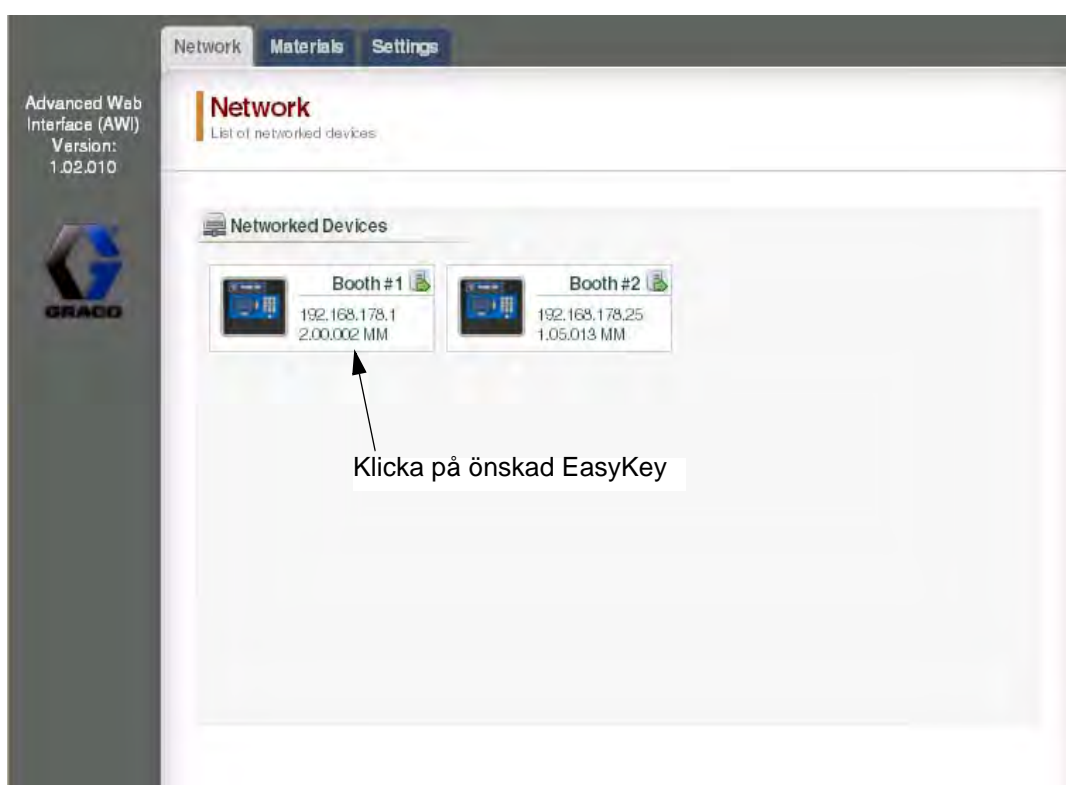 Network Materials Settings
Advanced Web
Interface (AWI)
Version:
1.02.010
GRACO
Network
List of networked devices
Networked Devices
Booth #1
192.168.178.1
2.00.002 MM
Booth #2
192.168.178.25
1.05.013 MM
Klicka på önskad EasyKey